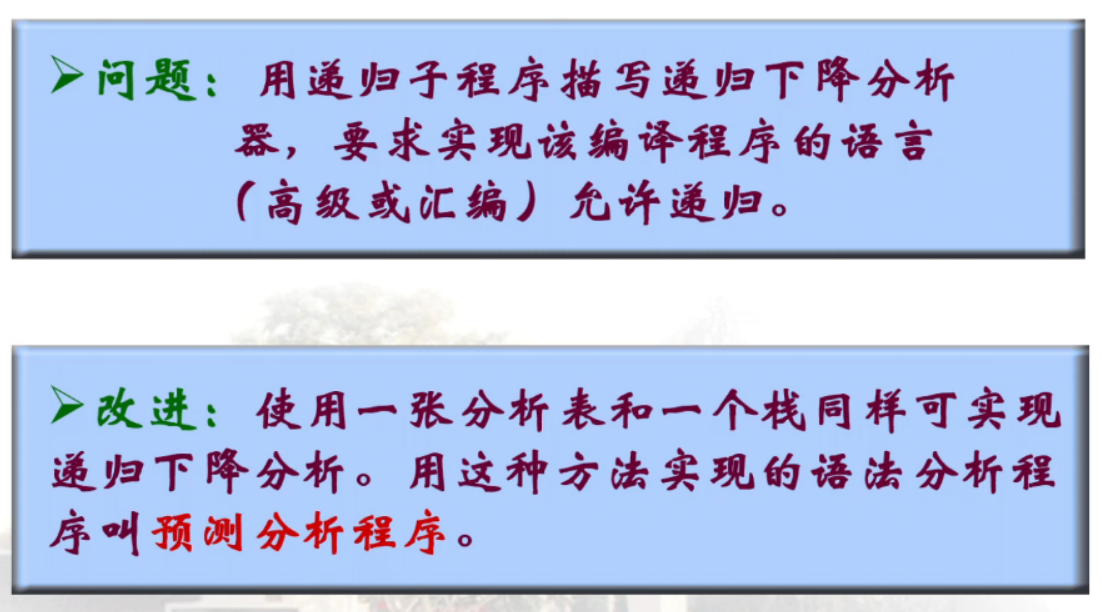 ➢问题：用递归子程序描写递归下降分析
器，要求实现该编译程序的语言
（高级或汇编）允许递归。
➢改进：使用一张分析表和一个栈同样可实现
递归下降分析。用这种方法实现的语法分析程
序叫预测分析程序。